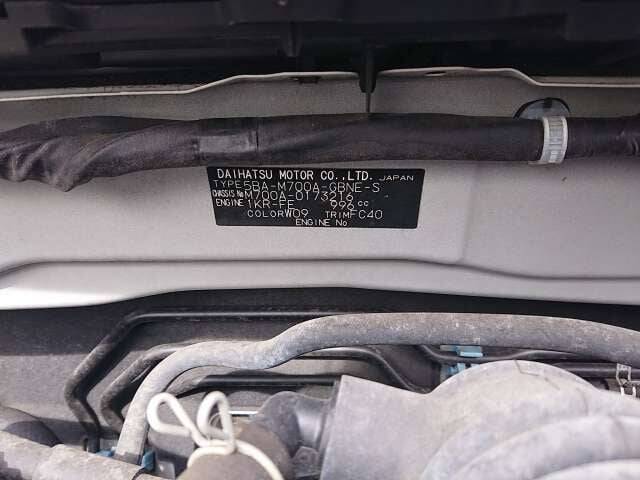 DAIHATSU MOTOR CO.,LTD. JAPAN
TYPE 5BA-M700A-GBNE-S
CHASSIS No M700A-0173216
ENGINE 1KR-FE 996 cc
COLOR W09 TRIM FC40
ENGINE No